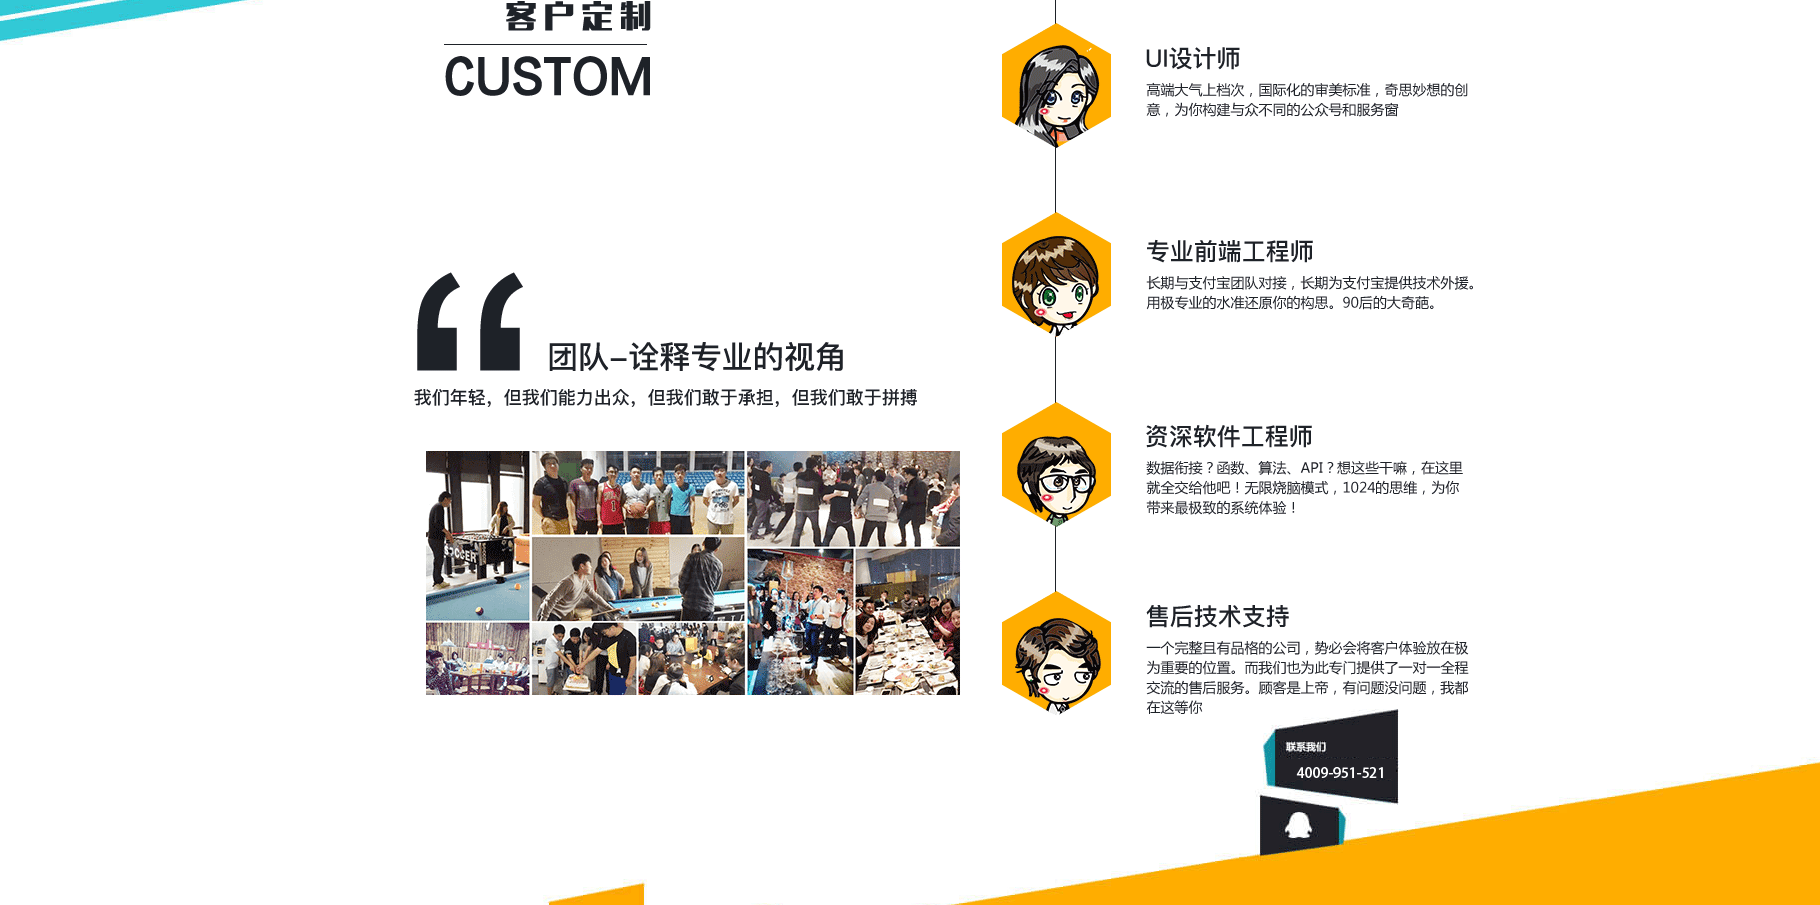 客户定制
CUSTOM
团队–诠释专业的视角
我们年轻，但我们能力出众，但我们敢于承担，但我们敢于拼搏
SOCCER
UI设计师
高端大气上档次，国际化的审美标准，奇思妙想的创
意，为你构建与众不同的公众号和服务窗
专业前端工程师
长期与支付宝团队对接，长期为支付宝提供技术外援。
用极专业的水准还原你的构思。90后的大奇葩。
资深软件工程师
数据衔接？函数、算法、API？想这些干嘛，在这里
就全交给他吧！无限烧脑模式，1024的思维，为你
带来最极致的系统体验！
售后技术支持
一个完整且有品格的公司，势必会将客户体验放在极
为重要的位置。而我们也为此专门提供了一对一全程
交流的售后服务。顾客是上帝，有问题没问题，我都
在这等你
联系我们
4009-951-521